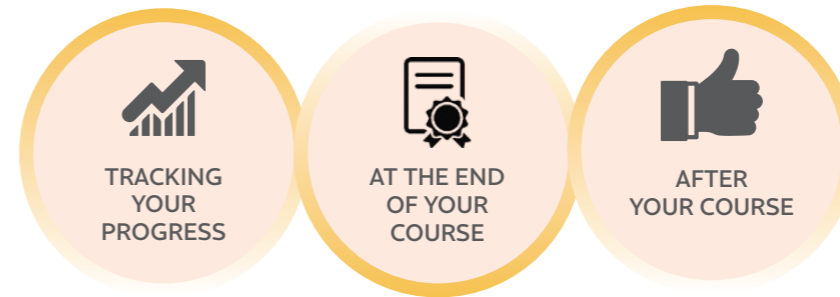 TRACKING
YOUR
PROGRESS
AT THE END
OF YOUR
COURSE
AFTER
YOUR COURSE